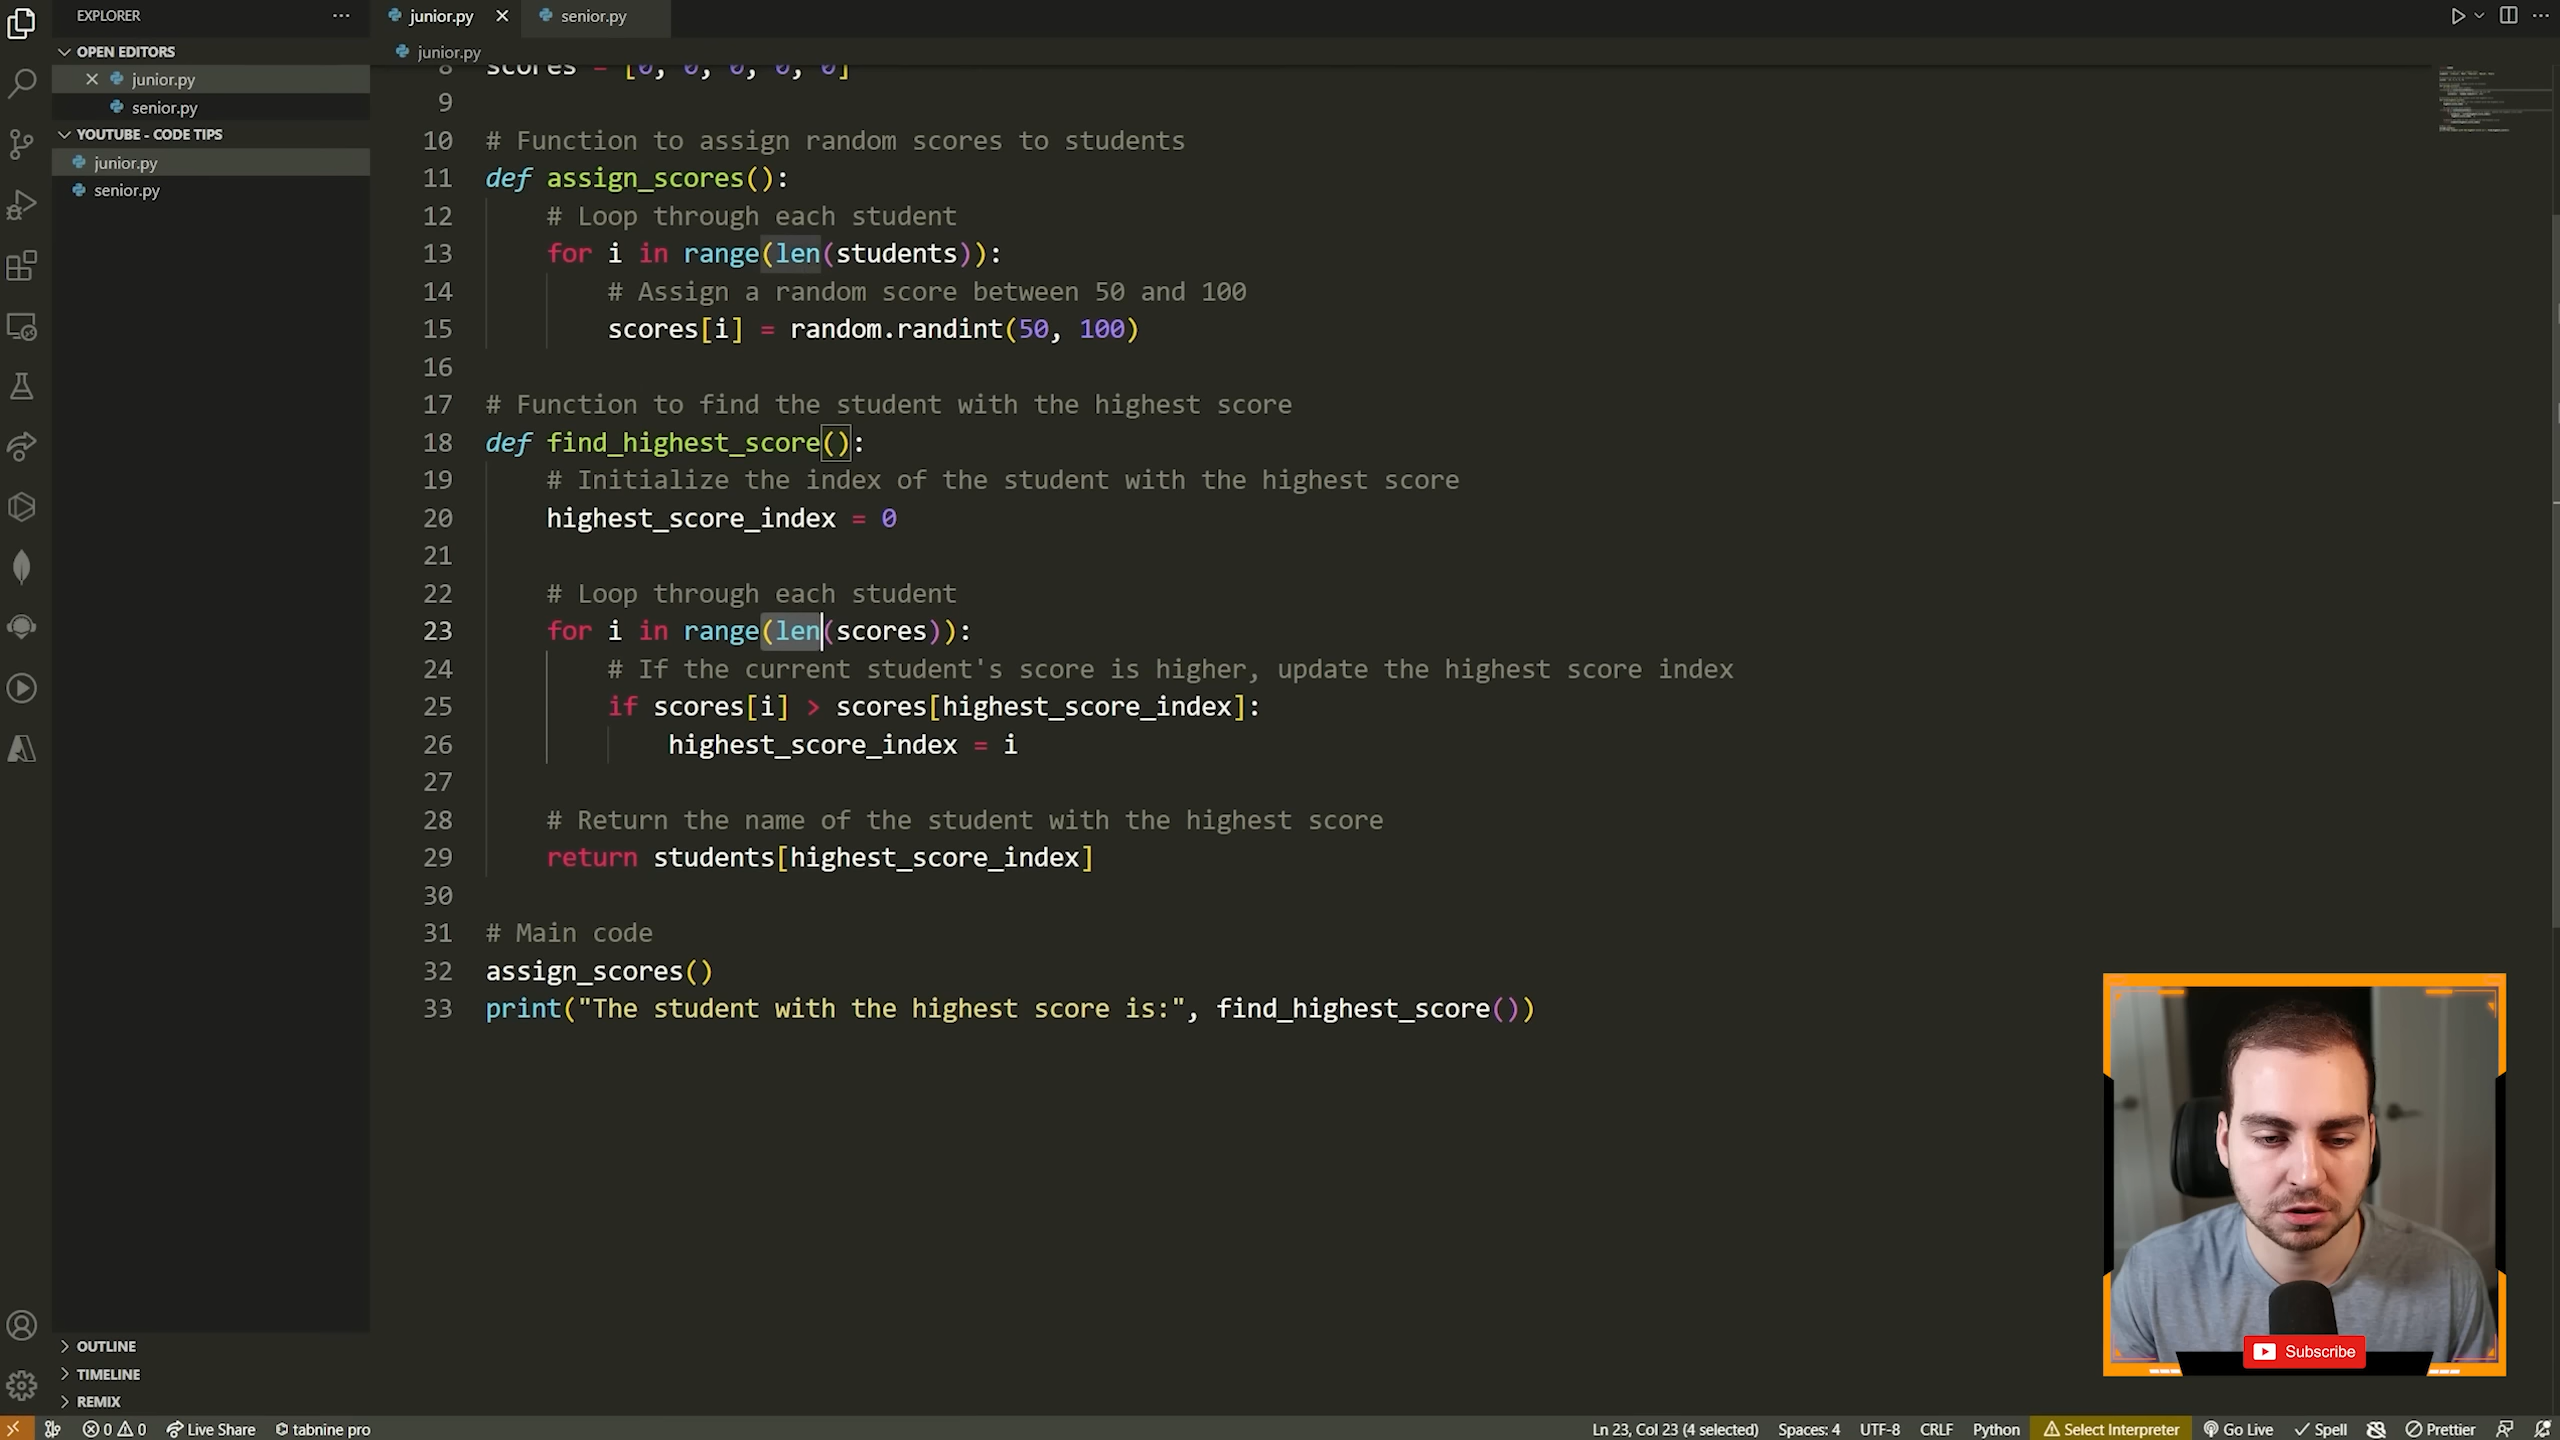 EXPLORER
OPEN EDITORS
junior.py
senior.py
YOUTUBE - CODE TIPS
junior.py
senior.py
OUTLINE
TIMELINE
REMIX
junior.py
senior.py
junior.py
8 scores = [0, 0, 0, 0, 0]
9
10 # Function to assign random scores to students
11 def assign_scores():
12 # Loop through each student
13 for i in range(len(students)):
14 # Assign a random score between 50 and 100
15 scores[i] = random.randint(50, 100)
16
17 # Function to find the student with the highest score
18 def find_highest_score():
19 # Initialize the index of the student with the highest score
20 highest_score_index = 0
21
22 # Loop through each student
23 for i in range(len(scores)):
24 # If the current student's score is higher, update the highest score index
25 if scores[i] > scores[highest_score_index]:
26 highest_score_index = i
27
28 # Return the name of the student with the highest score
29 return students[highest_score_index]
30
31 # Main code
32 assign_scores()
33 print("The student with the highest score is:", find_highest_score())
Subscribe
0 0 Live Share tabnine pro Ln 23, Col 23 (4 selected) Spaces: 4 UTF-8 CRLF Python Select Interpreter Go Live Spell Prettier